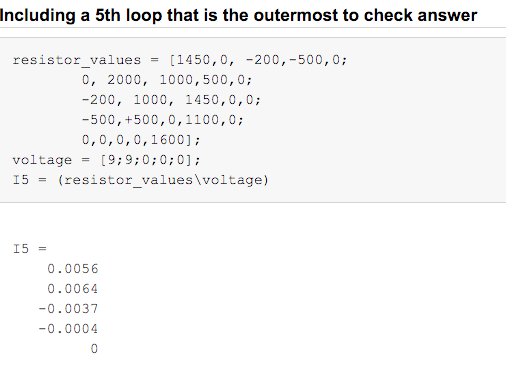 Including a 5th loop that is the outermost to check answer
resistor_values = [1450,0, -200,-500,0;
0, 2000, 1000,500,0;
-200, 1000, 1450,0,0;
-500,+500,0,1100,0;
0,0,0,0,1600];
voltage = [9;9;0;0;0];
I5 = (resistor_values\voltage)
I5 =
0.0056
0.0064
-0.0037
-0.0004
0